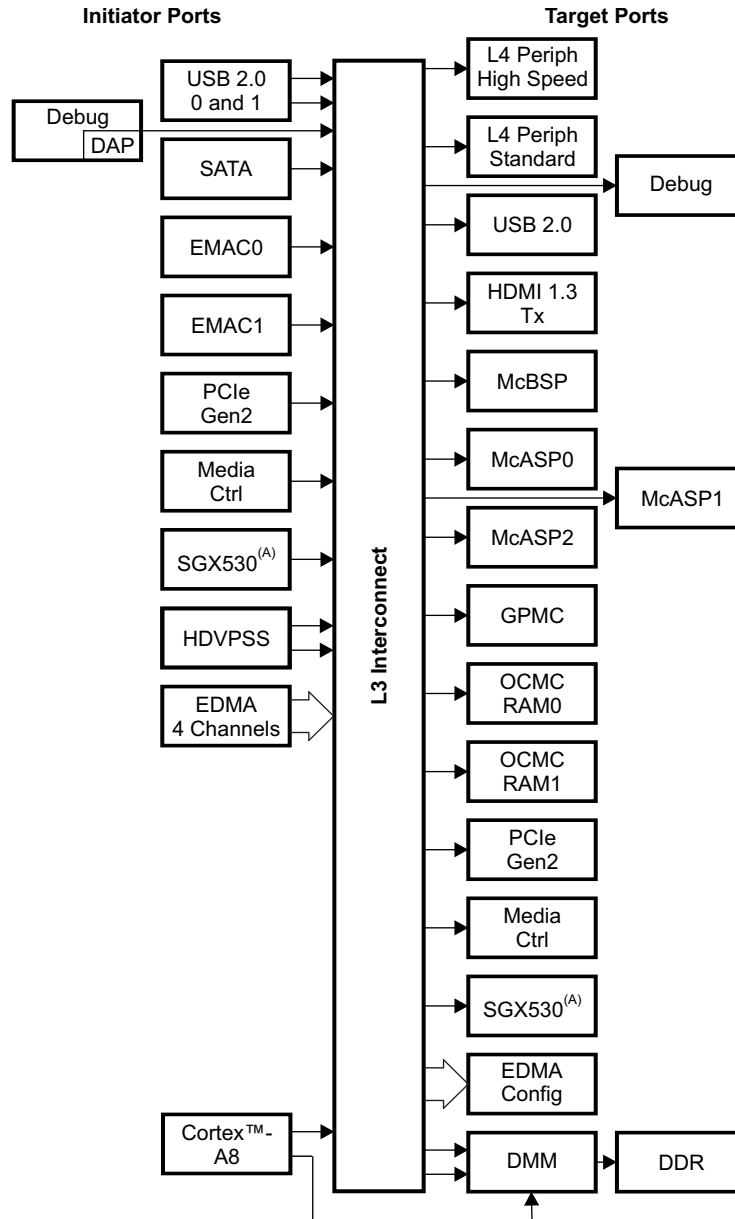 Initiator Ports
Target Ports
USB 2.0
0 and 1
Debug
DAP
SATA
EMAC0
EMAC1
PCIe
Gen2
Media
Ctrl
SGX530(A)
HDVPSS
EDMA
4 Channels
Cortex™-
A8
L3 Interconnect
L4 Periph
High Speed
L4 Periph
Standard
Debug
USB 2.0
HDMI 1.3
Tx
McBSP
McASP0
McASP1
McASP2
GPMC
OCMC
RAM0
OCMC
RAM1
PCIe
Gen2
Media
Ctrl
SGX530(A)
EDMA
Config
DMM
DDR